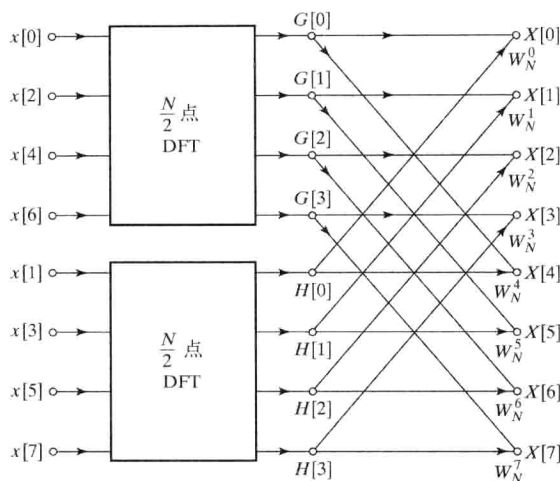 x[0] G[0] X[0]
W_N^0
x[2] G[1] X[1]
W_N^1
x[4] N/2 点 DFT G[2] X[2]
W_N^2
x[6] G[3] X[3]
W_N^3
x[1] H[0] X[4]
W_N^4
x[3] H[1] X[5]
W_N^5
x[5] N/2 点 DFT H[2] X[6]
W_N^6
x[7] H[3] X[7]
W_N^7